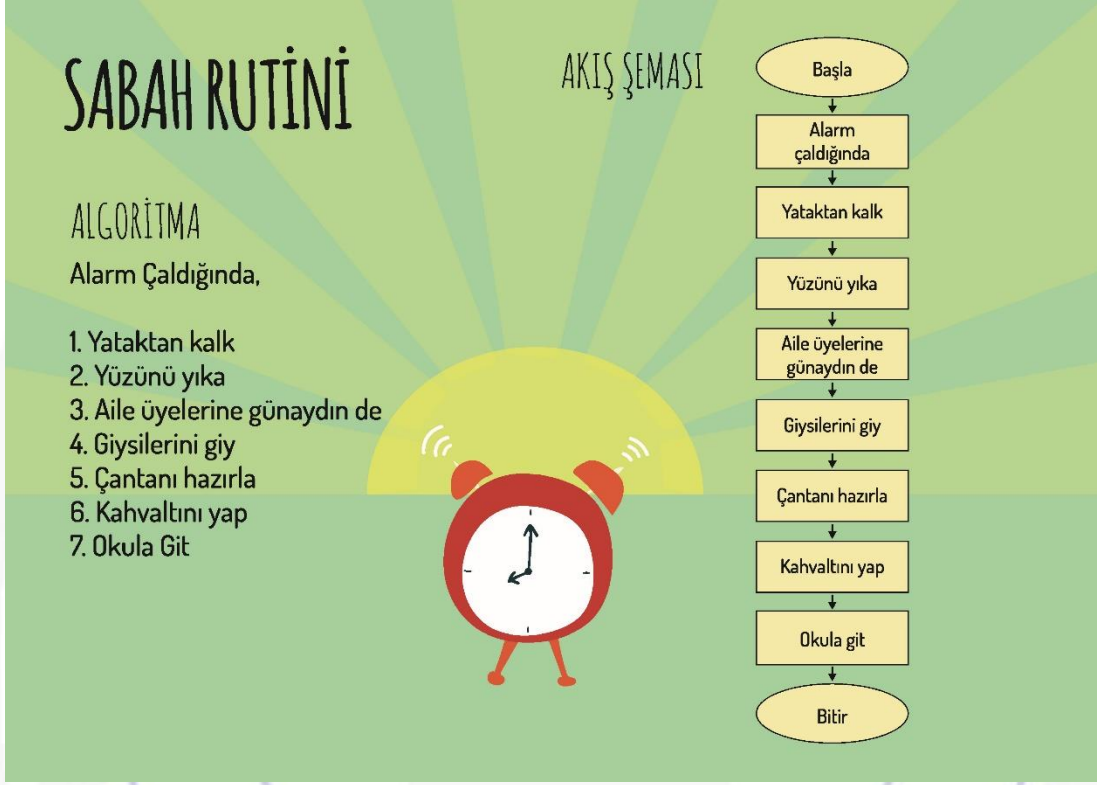 SABAH RUTİNİ
ALGORİTMA
Alarm Çaldığında,
1. Yataktan kalk
2. Yüzünü yıka
3. Aile üyelerine günaydın de
4. Giysilerini giy
5. Çantanı hazırla
6. Kahvaltını yap
7. Okula Git
AKIŞ ŞEMASI
Başla
Alarm
çaldığında
Yataktan kalk
Yüzünü yıka
Aile üyelerine
günaydın de
Giysilerini giy
Çantanı hazırla
Kahvaltını yap
Okula git
Bitir